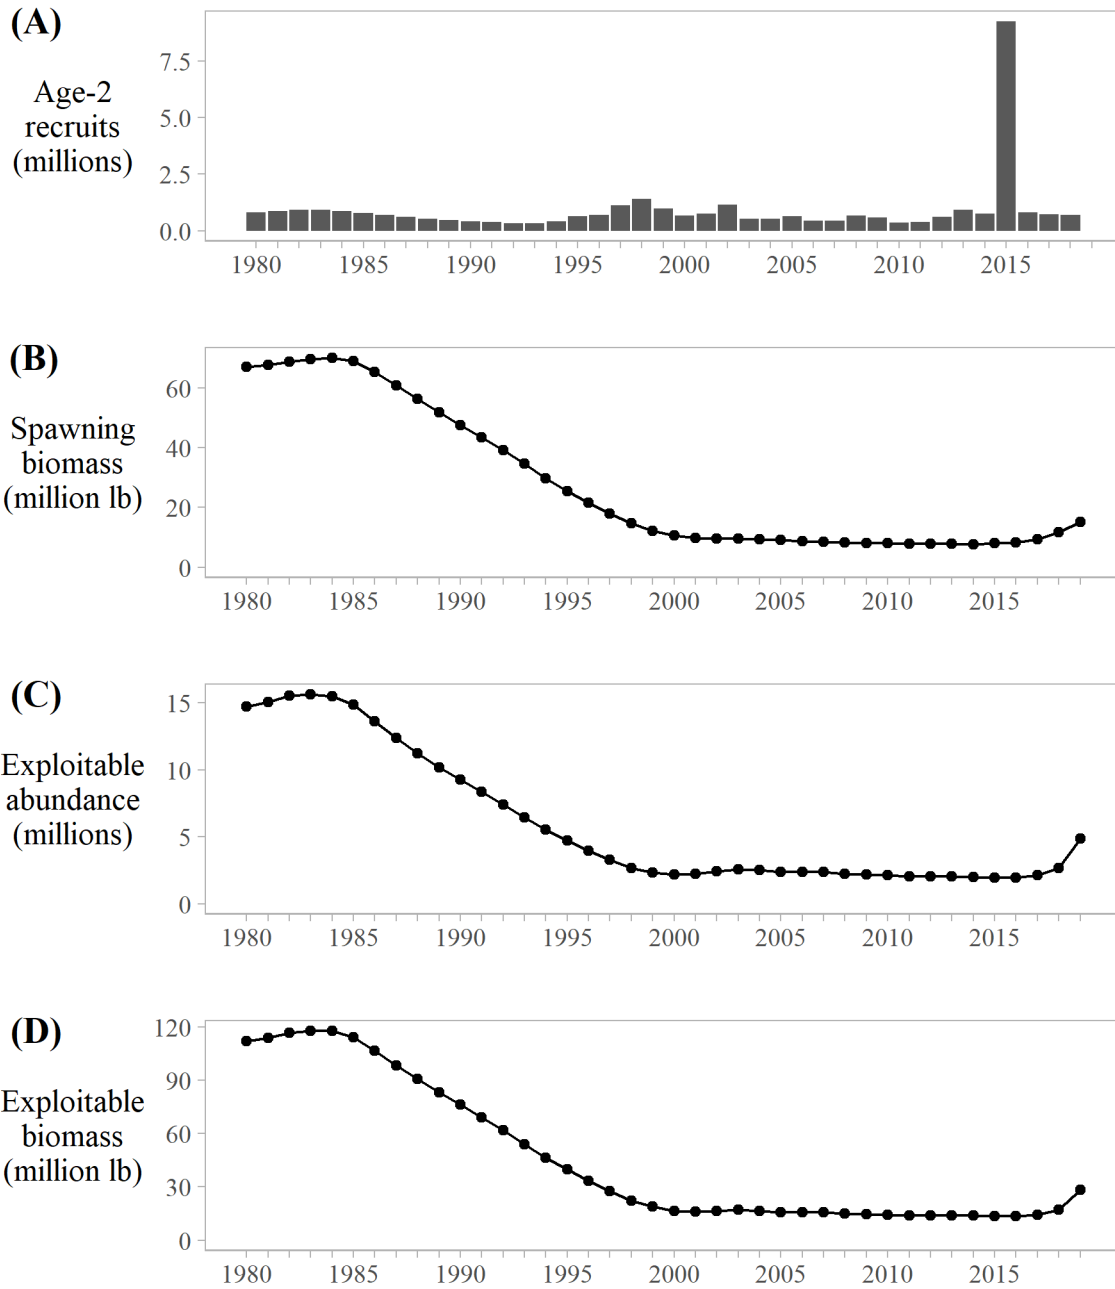 (A)
Age-2
recruits
(millions)
7.5
5.0
2.5
0.0
1980 1985 1990 1995 2000 2005 2010 2015
(B)
Spawning
biomass
(million lb)
60
40
20
0
1980 1985 1990 1995 2000 2005 2010 2015
(C)
Exploitable
abundance
(millions)
15
10
5
0
1980 1985 1990 1995 2000 2005 2010 2015
(D)
Exploitable
biomass
(million lb)
120
90
60
30
0
1980 1985 1990 1995 2000 2005 2010 2015